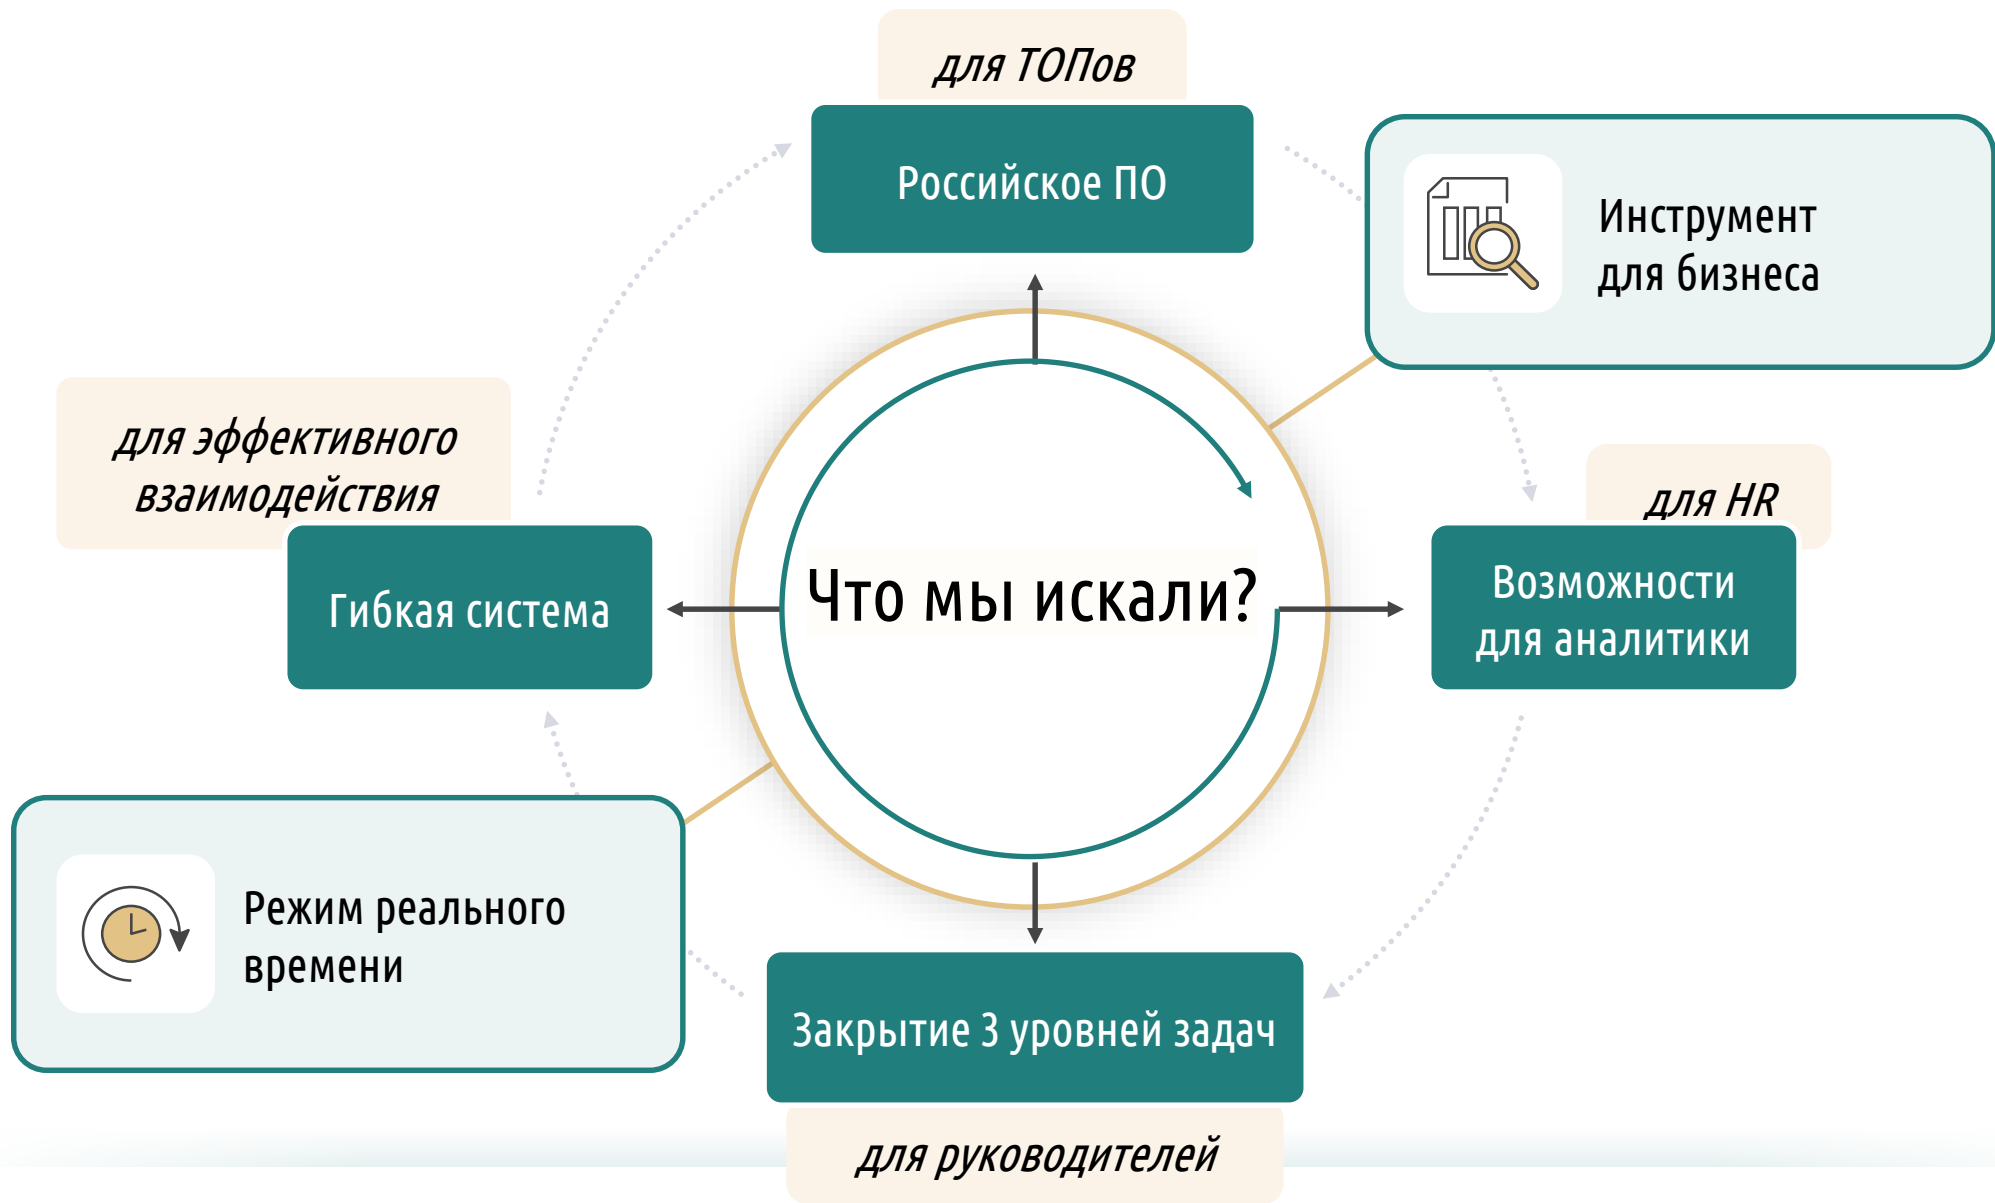 для ТОПов
Российское ПО
Инструмент
для бизнеса
для эффективного
взаимодействия
Гибкая система
Что мы искали?
для HR
Возможности
для аналитики
Режим реального
времени
Закрытие 3 уровней задач
для руководителей